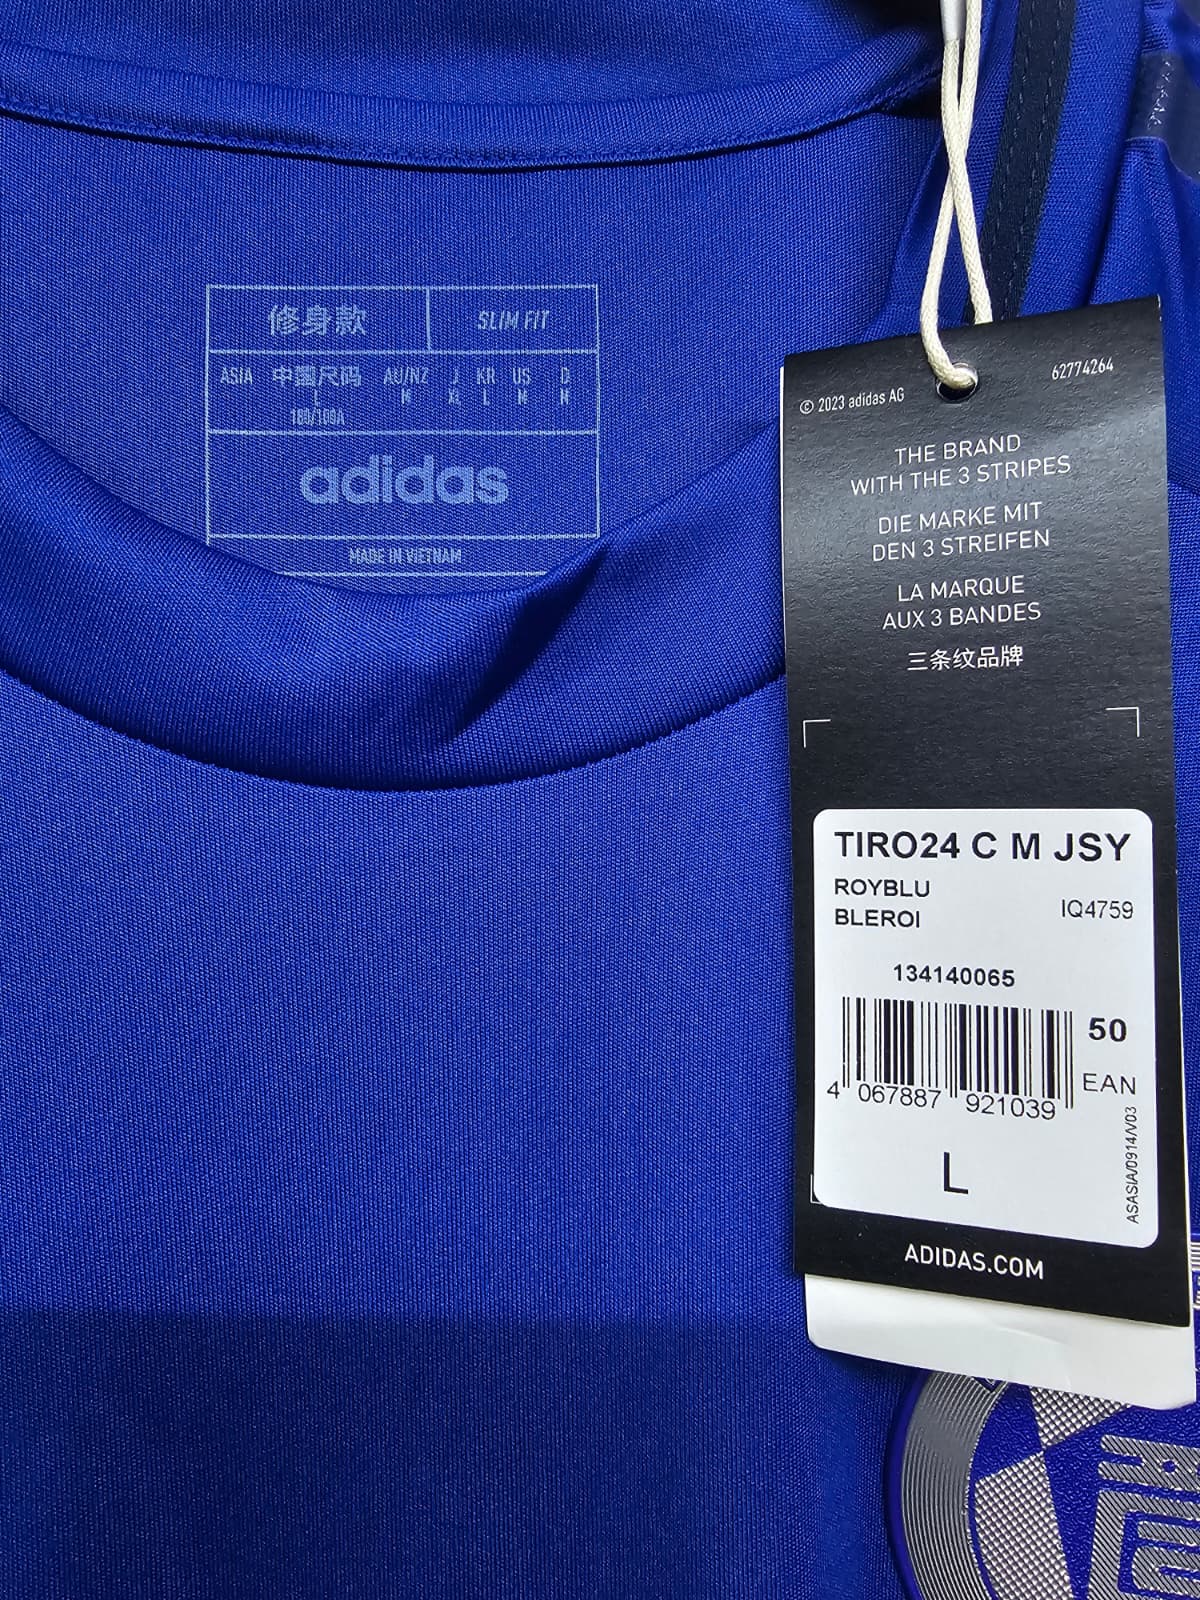 修身款 SLIM FIT
ASIA 中国尺码 AU/NZ J KR US D
L M XL L M M
180/100A
adidas
MADE IN VIETNAM
© 2023 adidas AG 62774264
THE BRAND
WITH THE 3 STRIPES
DIE MARKE MIT
DEN 3 STREIFEN
LA MARQUE
AUX 3 BANDES
三条纹品牌
TIRO24 C M JSY
ROYBLU
BLEROI IQ4759
134140065
50
EAN
4 067887 921039
L
ASASIA/0914/V03
ADIDAS.COM